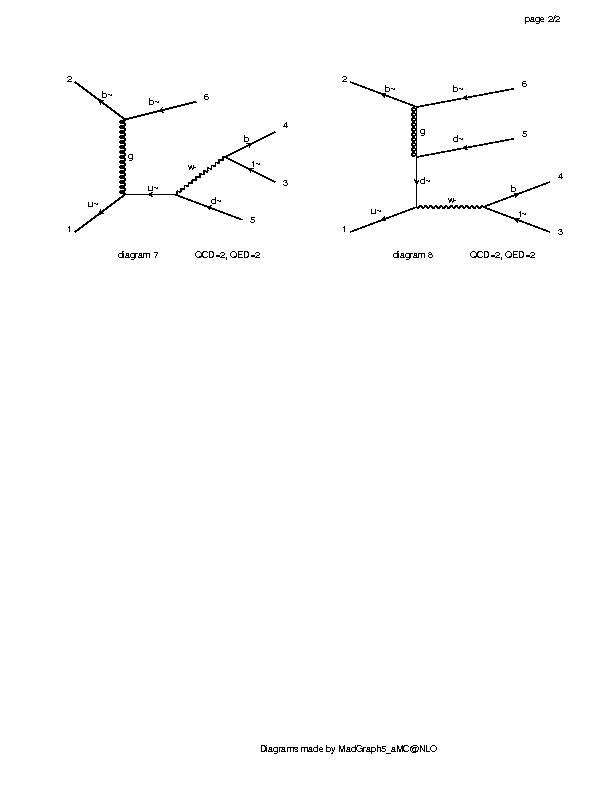 page 2/2
2
b~
b~
6
g
b
4
w-
t~
3
u~
u~
d~
5
1
diagram 7 QCD=2, QED=2
2
b~
b~
6
g
d~
5
d~
b
4
w-
u~
t~
3
1
diagram 8 QCD=2, QED=2
Diagrams made by MadGraph5_aMC@NLO